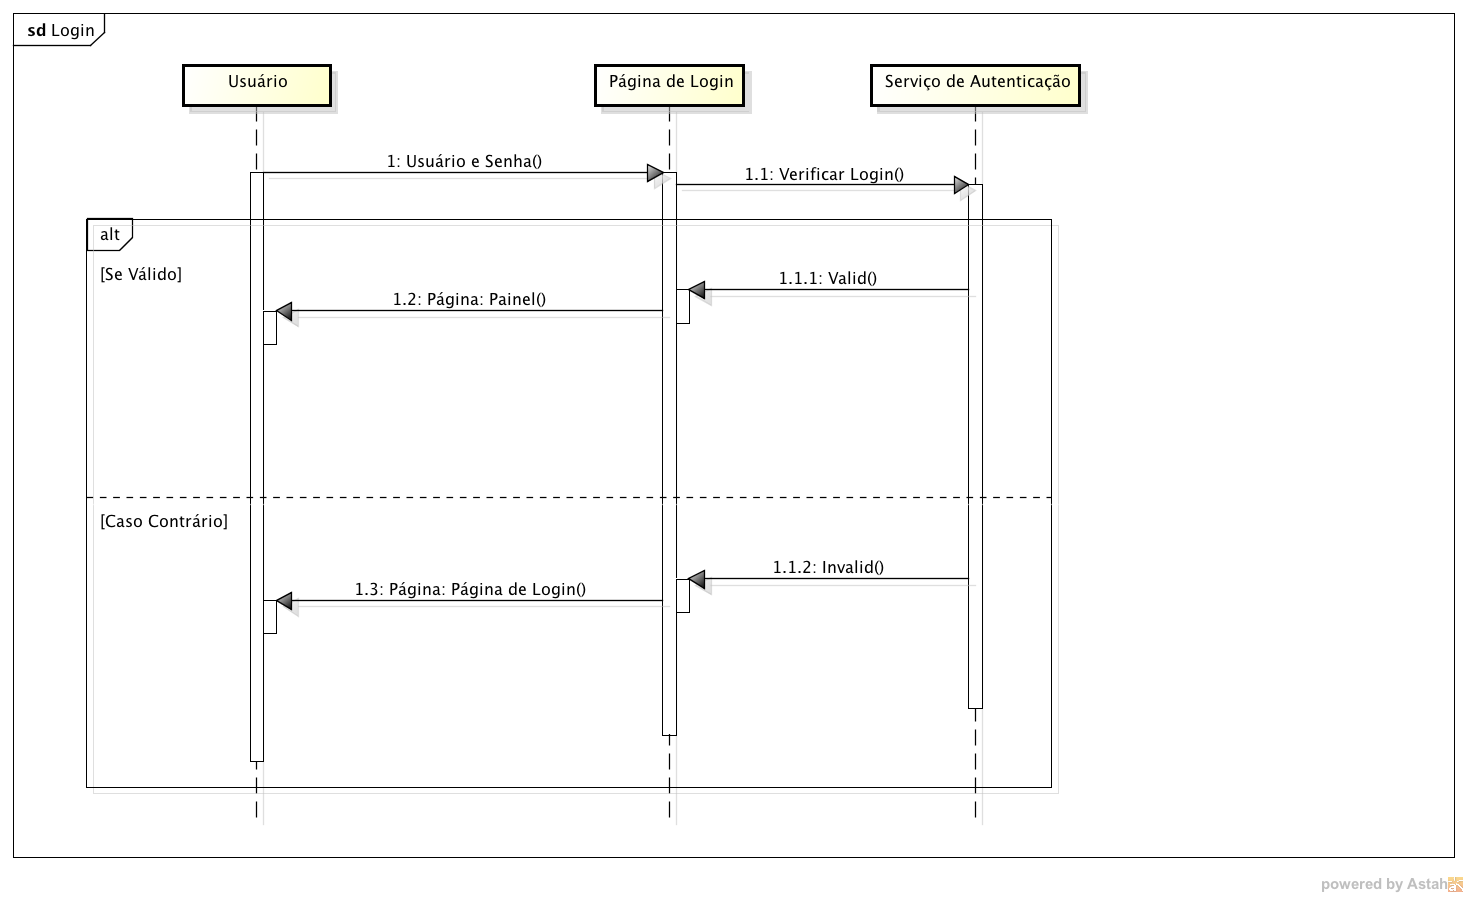 sd Login
Usuário
Página de Login
Serviço de Autenticação
1: Usuário e Senha()
1.1: Verificar Login()
alt
[Se Válido]
1.1.1: Valid()
1.2: Página: Painel()
[Caso Contrário]
1.1.2: Invalid()
1.3: Página: Página de Login()
powered by Astah